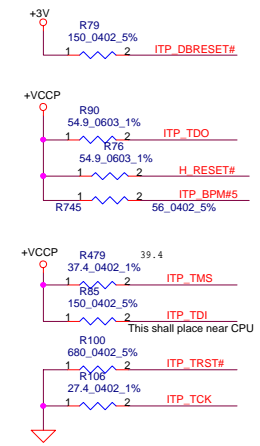 +3V
R79
150_0402_5%
1 2 ITP_DBRESET#
+VCCP
R90
54.9_0603_1%
1 2 ITP_TDO
R76
54.9_0603_1%
1 2 H_RESET#
1 2 ITP_BPM#5
R745 56_0402_5%
+VCCP
R479 39.4
37.4_0402_1%
1 2 ITP_TMS
R85
150_0402_5%
1 2 ITP_TDI
This shall place near CPU
R100
680_0402_5%
1 2 ITP_TRST#
R106
27.4_0402_1%
1 2 ITP_TCK